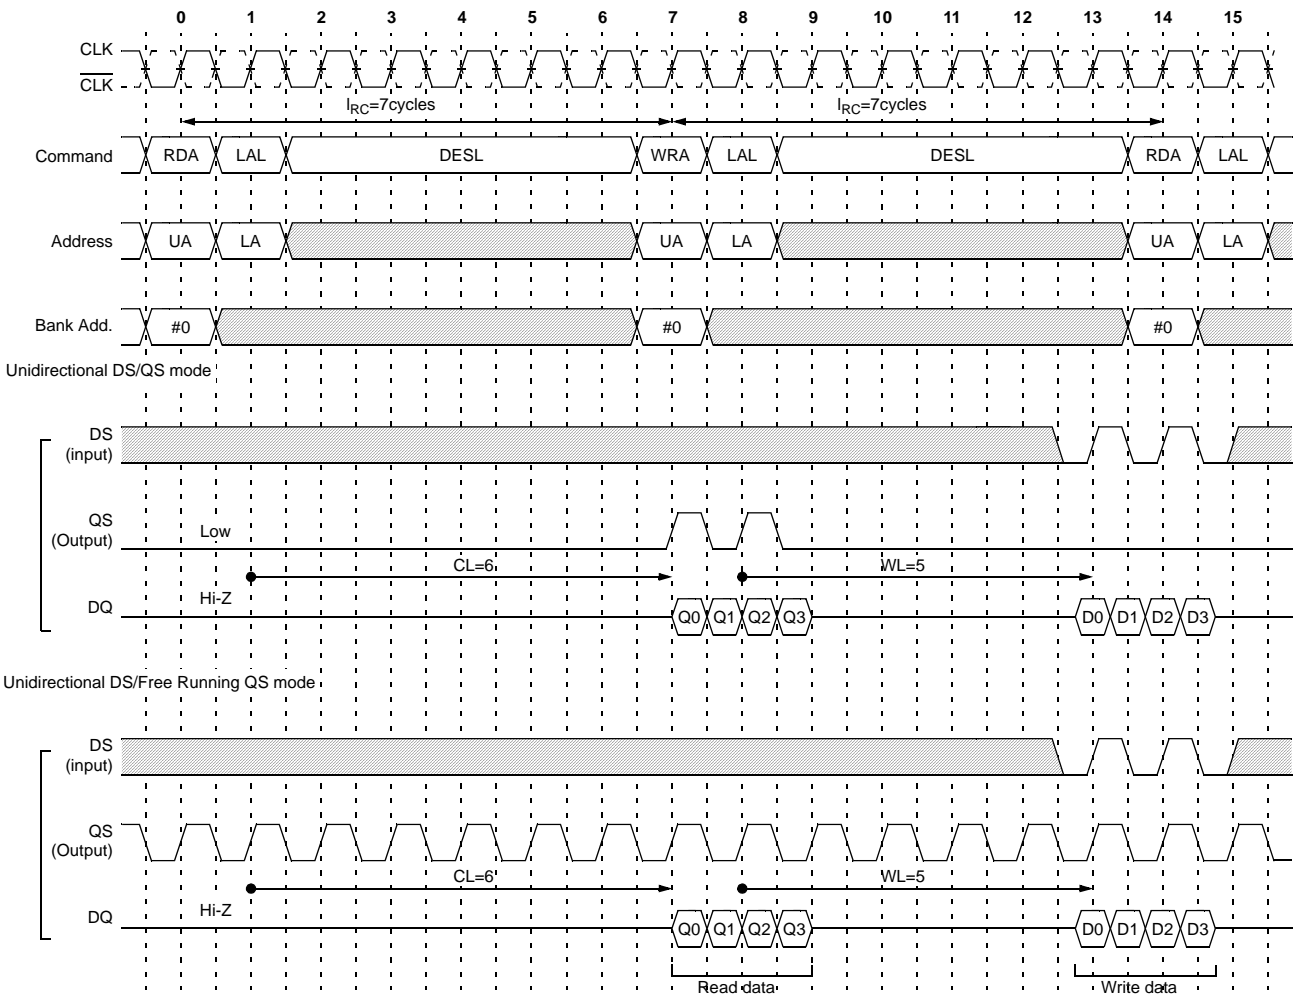 0 1 2 3 4 5 6 7 8 9 10 11 12 13 14 15
CLK
CLK
IRC=7cycles IRC=7cycles
Command RDA LAL DESL WRA LAL DESL RDA LAL
Address UA LA UA LA UA LA
Bank Add. #0 #0 #0
Unidirectional DS/QS mode
DS
(input)
QS
(Output) Low
CL=6 WL=5
Hi-Z
DQ Q0 Q1 Q2 Q3 D0 D1 D2 D3
Unidirectional DS/Free Running QS mode
DS
(input)
QS
(Output)
CL=6 WL=5
Hi-Z
DQ Q0 Q1 Q2 Q3 D0 D1 D2 D3
Read data Write data